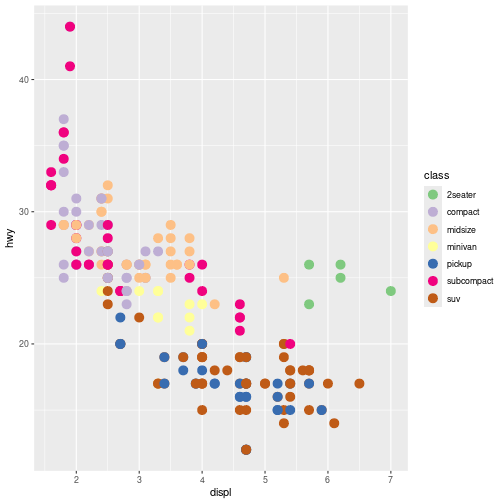 40
30
20
hwy
2
3
4
5
6
7
displ
class
2seater
compact
midsize
minivan
pickup
subcompact
suv